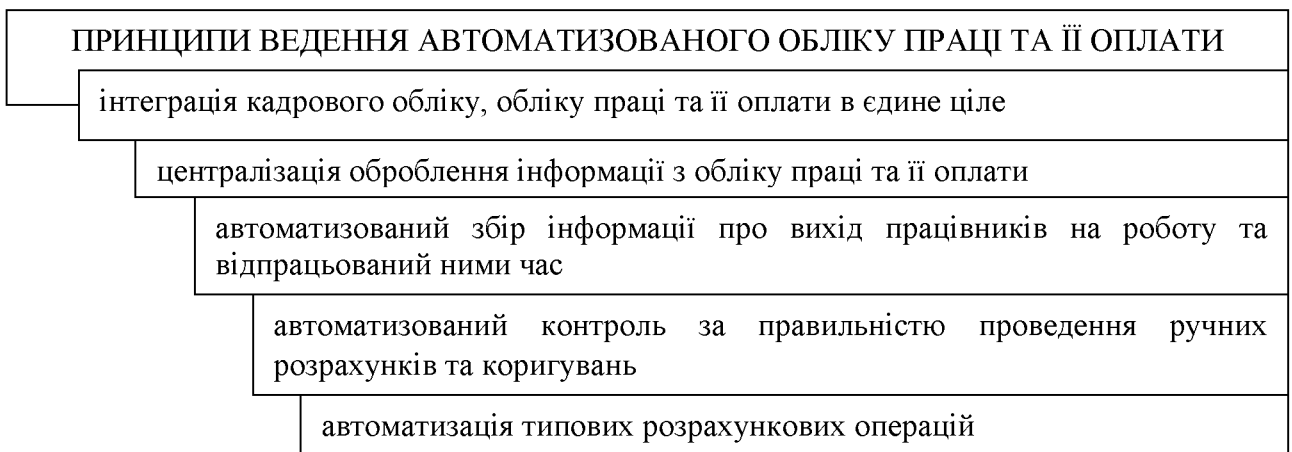 ПРИНЦИПИ ВЕДЕННЯ АВТОМАТИЗОВАНОГО ОБЛІКУ ПРАЦІ ТА ЇЇ ОПЛАТИ
інтеграція кадрового обліку, обліку праці та її оплати в єдине ціле
централізація оброблення інформації з обліку праці та її оплати
автоматизований збір інформації про вихід працівників на роботу та
відпрацьований ними час
автоматизований контроль за правильністю проведення ручних
розрахунків та коригувань
автоматизація типових розрахункових операцій